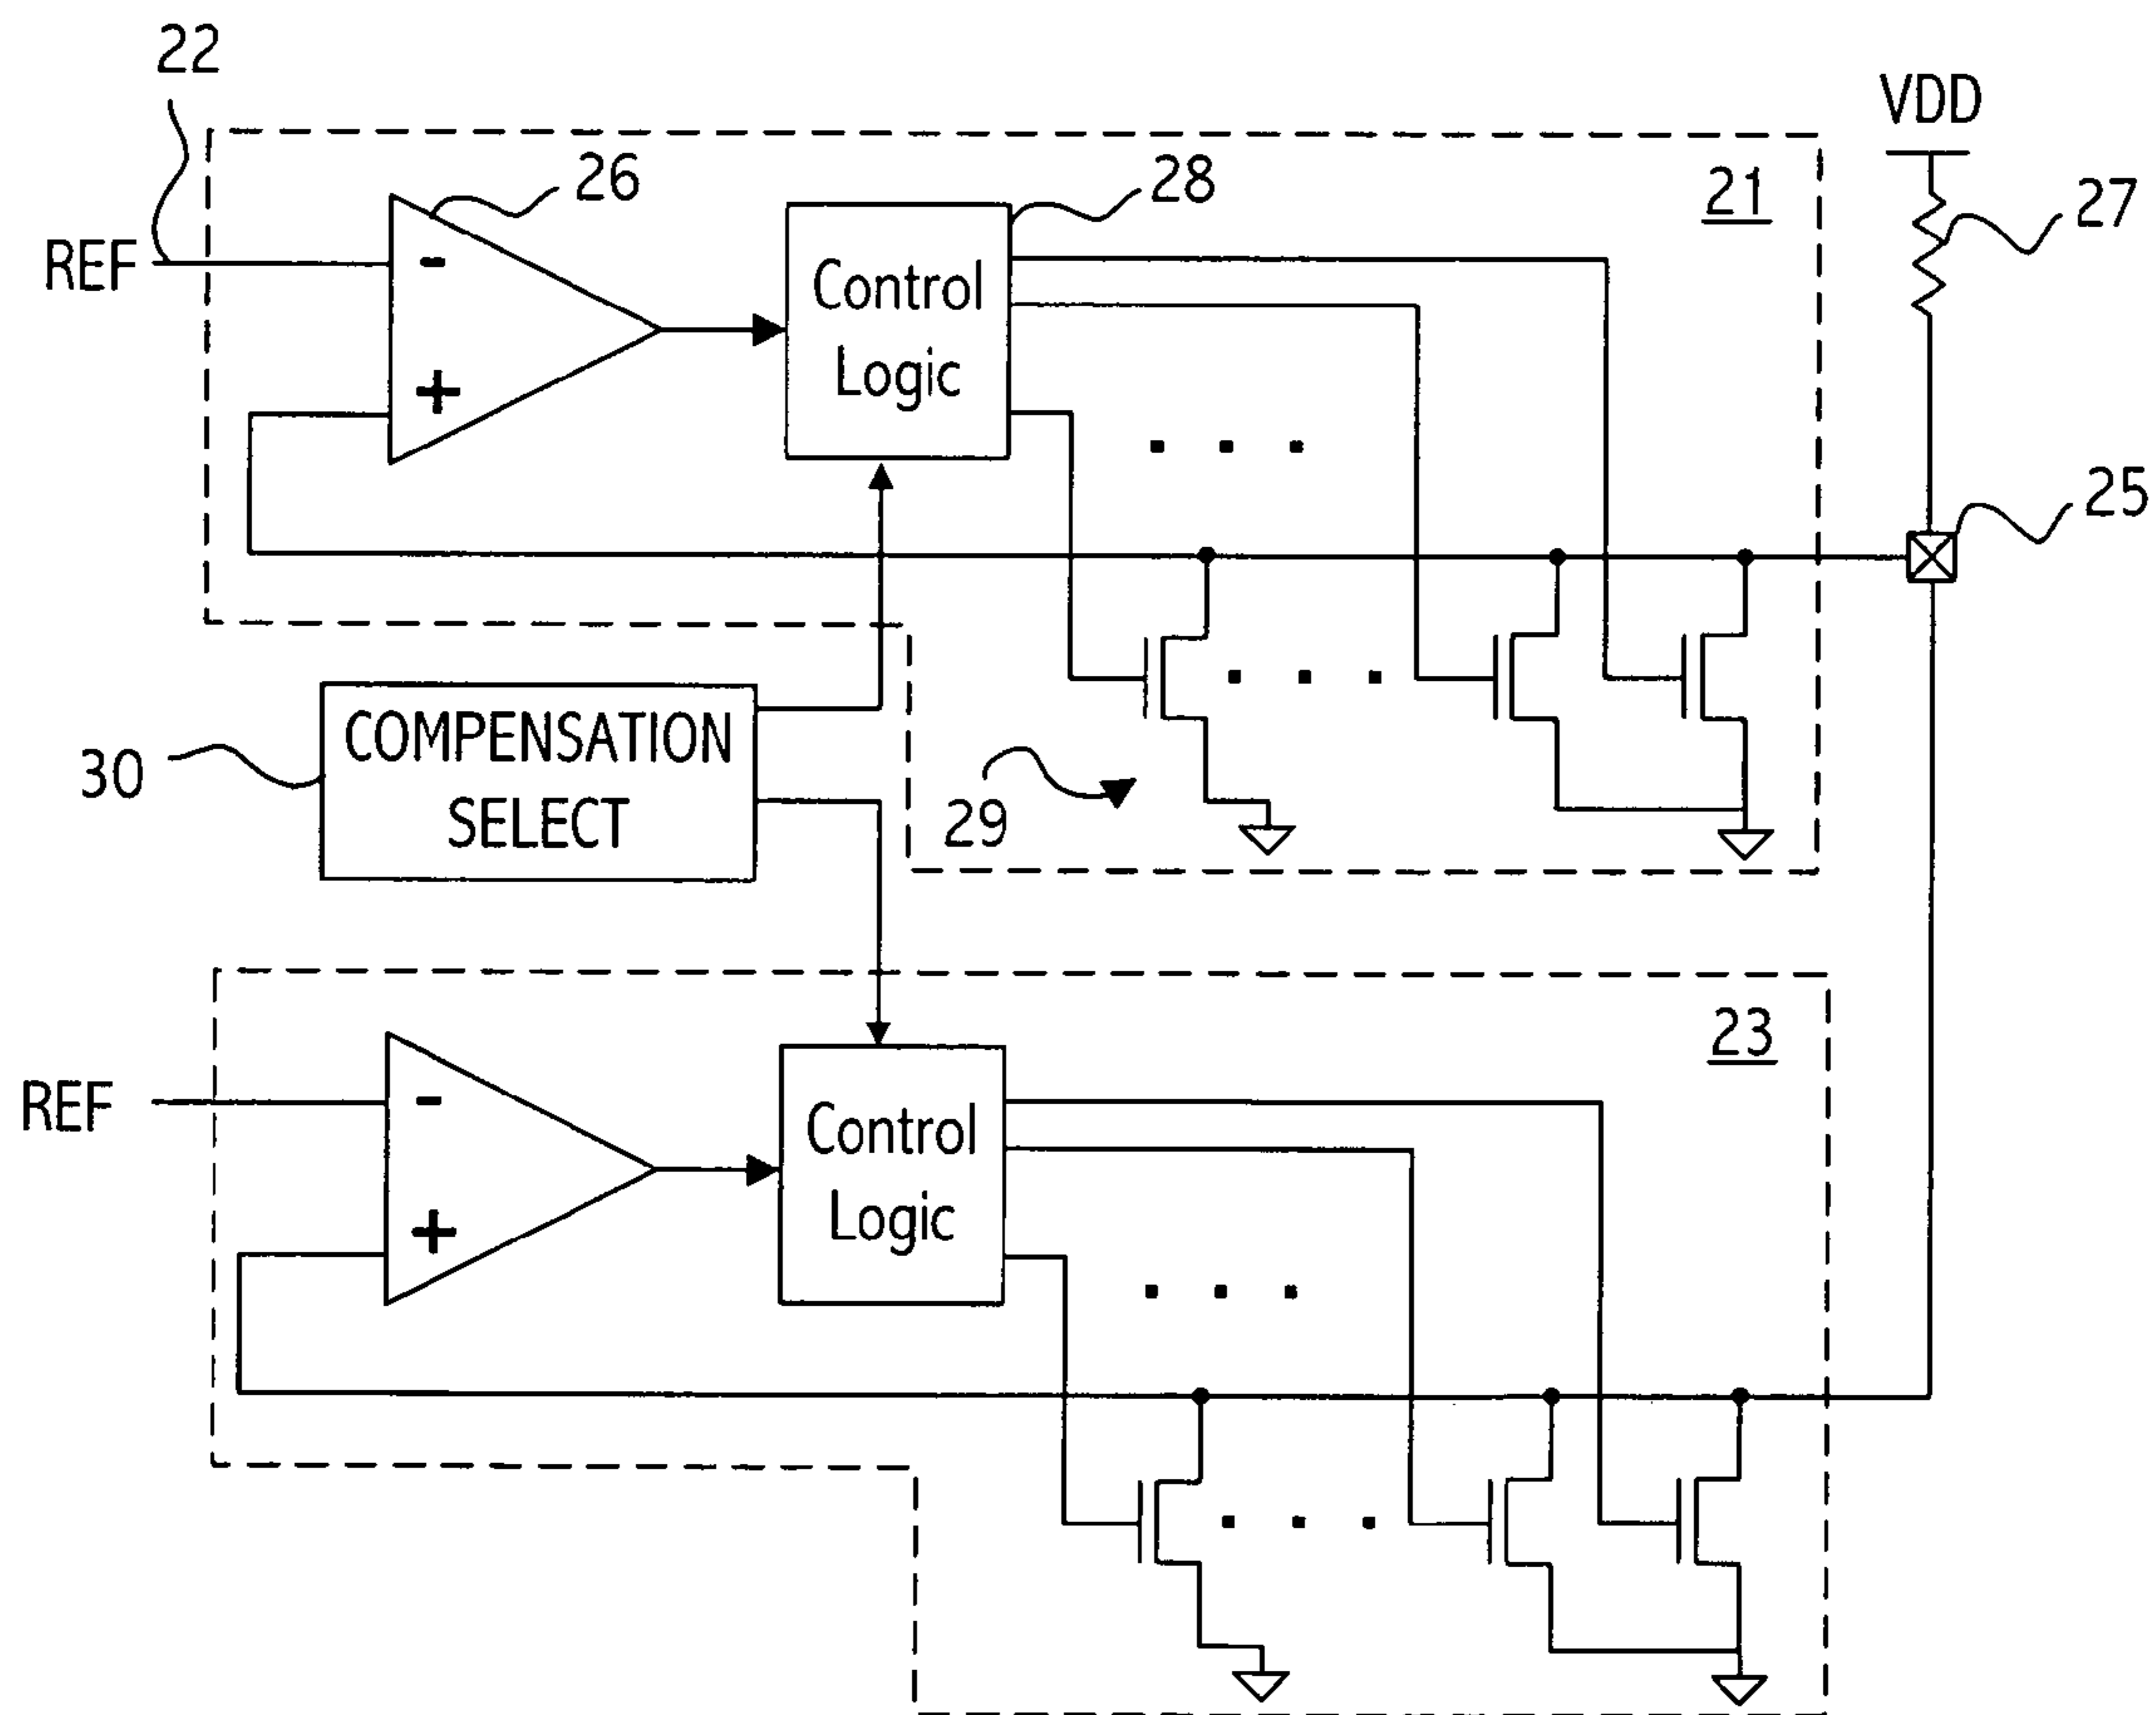 22
VDD
26
28
21
27
REF
-
Control
Logic
+
25
COMPENSATION
SELECT
30
29
23
REF
-
Control
Logic
+